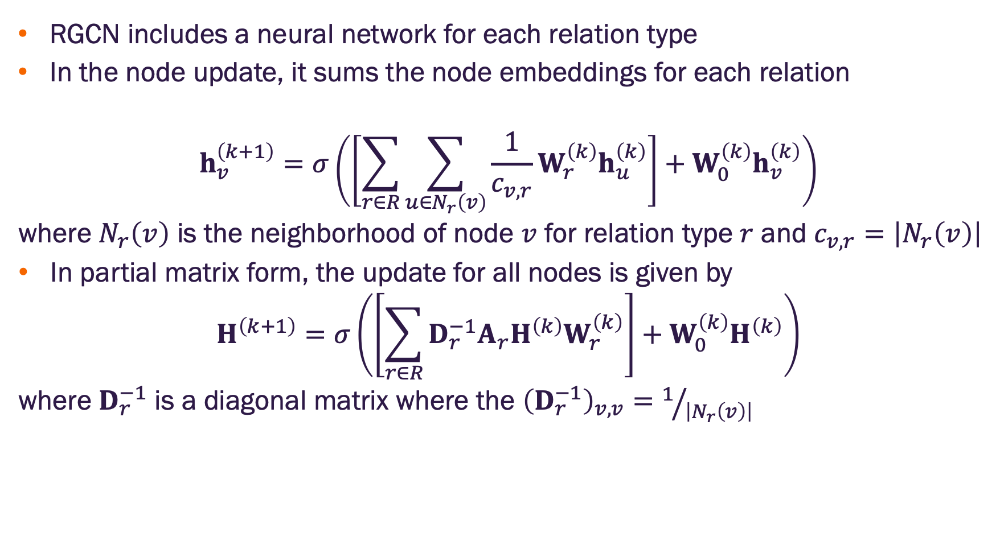 • RGCN includes a neural network for each relation type
• In the node update, it sums the node embeddings for each relation
$\mathbf{h}_v^{(k+1)} = \sigma\left(\left[\sum_{r \in R} \sum_{u \in N_r(v)} \frac{1}{c_{v,r}} \mathbf{W}_r^{(k)} \mathbf{h}_u^{(k)}\right] + \mathbf{W}_0^{(k)} \mathbf{h}_v^{(k)}\right)$
where $N_r(v)$ is the neighborhood of node $v$ for relation type $r$ and $c_{v,r} = |N_r(v)|$
• In partial matrix form, the update for all nodes is given by
$\mathbf{H}^{(k+1)} = \sigma\left(\left[\sum_{r \in R} \mathbf{D}_r^{-1} \mathbf{A}_r \mathbf{H}^{(k)} \mathbf{W}_r^{(k)}\right] + \mathbf{W}_0^{(k)} \mathbf{H}^{(k)}\right)$
where $\mathbf{D}_r^{-1}$ is a diagonal matrix where the $(\mathbf{D}_r^{-1})_{v,v} = {}^{1}/_{|N_r(v)|}$